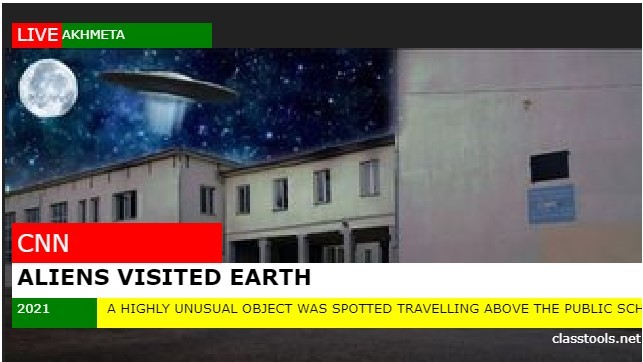 LIVE AKHMETA
CNN
ALIENS VISITED EARTH
2021 A HIGHLY UNUSUAL OBJECT WAS SPOTTED TRAVELLING ABOVE THE PUBLIC SCH
classtools.net